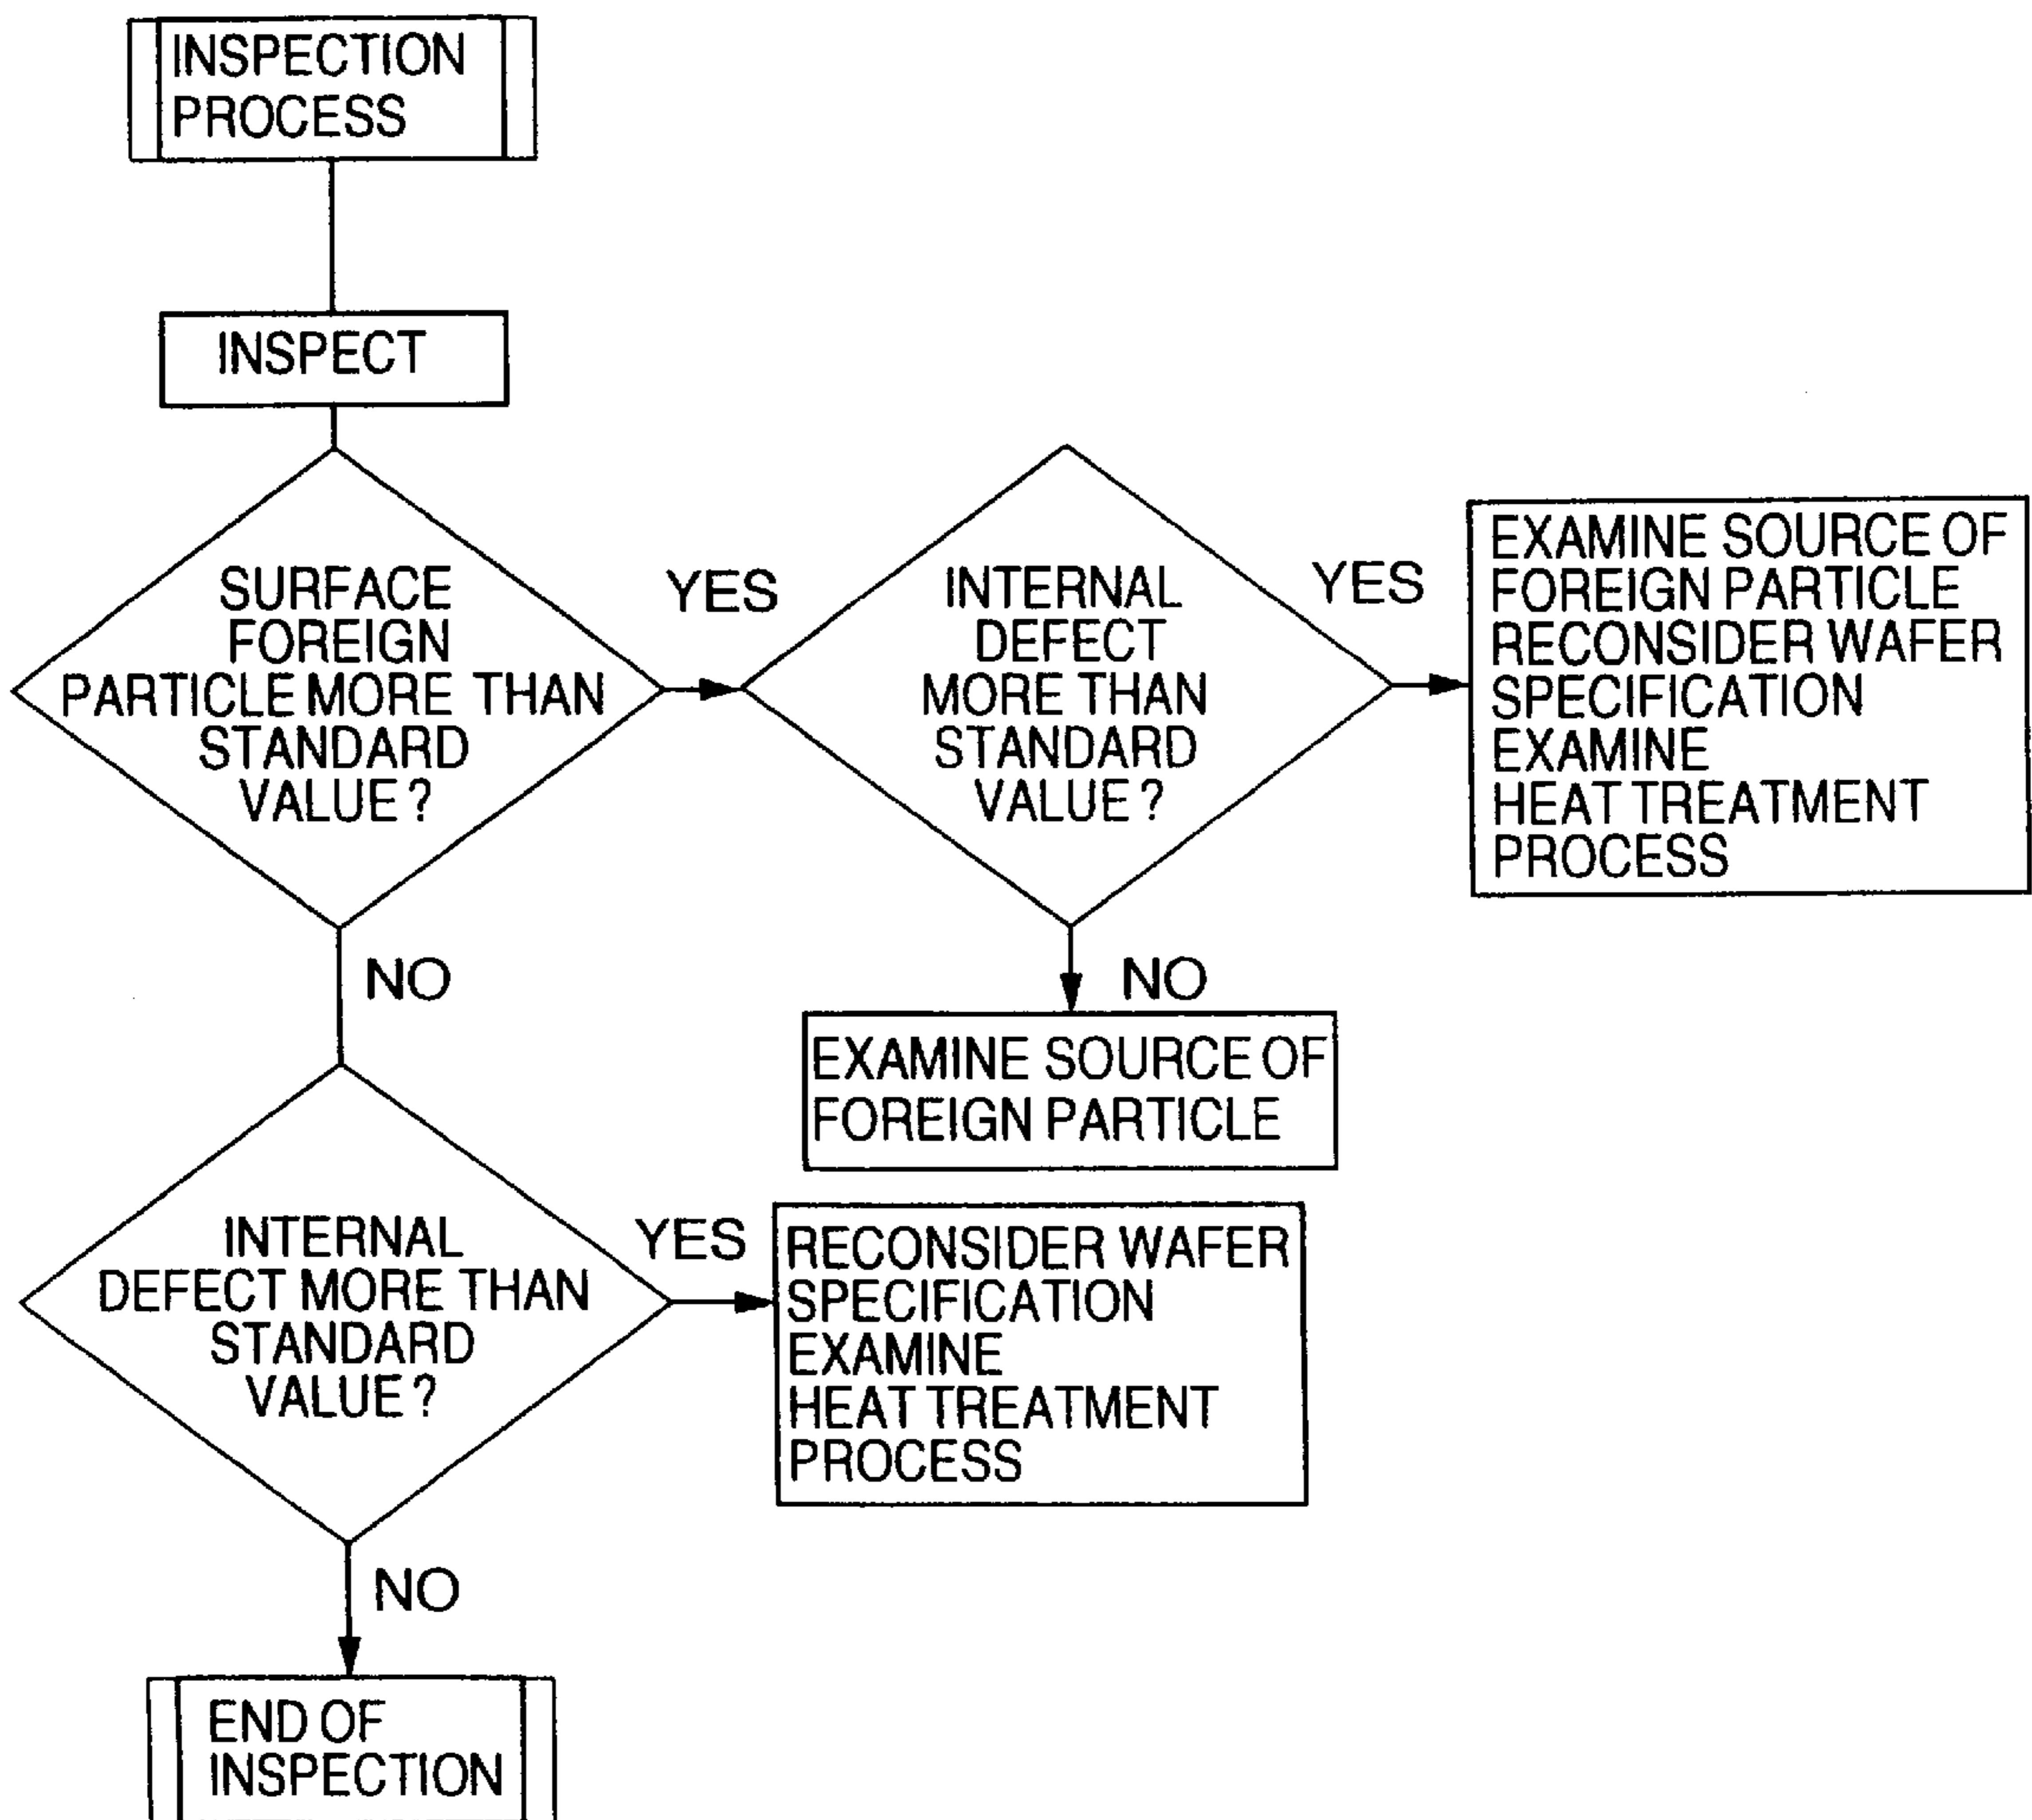 INSPECTION
PROCESS
INSPECT
SURFACE
FOREIGN
PARTICLE MORE THAN
STANDARD
VALUE?
YES
INTERNAL
DEFECT
MORE THAN
STANDARD
VALUE?
YES
EXAMINE SOURCE OF
FOREIGN PARTICLE
RECONSIDER WAFER
SPECIFICATION
EXAMINE
HEAT TREATMENT
PROCESS
NO
NO
EXAMINE SOURCE OF
FOREIGN PARTICLE
INTERNAL
DEFECT MORE THAN
STANDARD
VALUE?
YES
RECONSIDER WAFER
SPECIFICATION
EXAMINE
HEAT TREATMENT
PROCESS
NO
END OF
INSPECTION